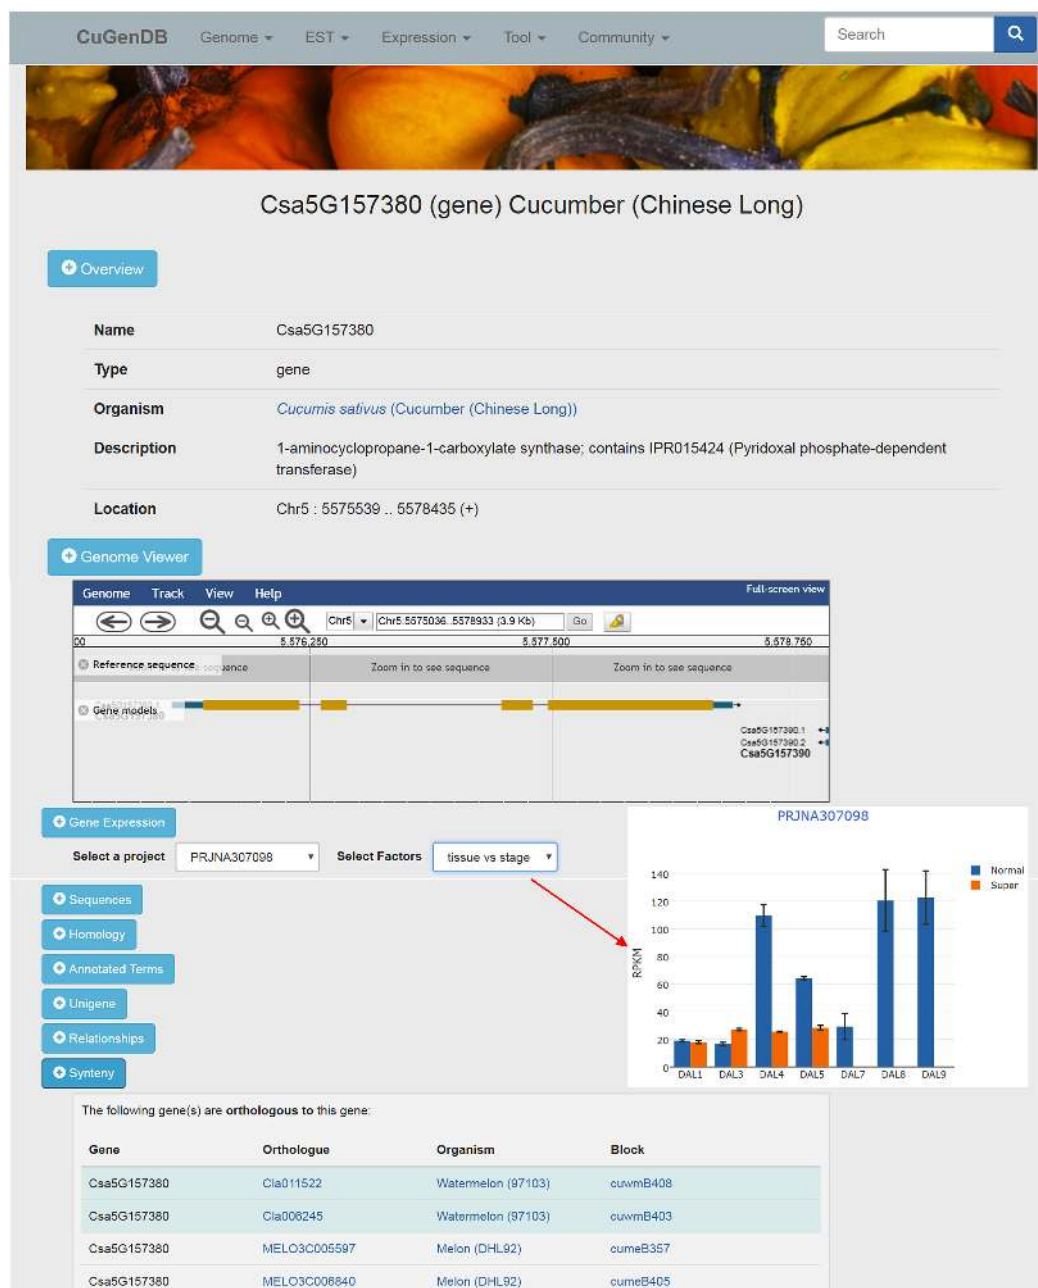 CuGenDB Genome EST Expression Tool Community Search
Csa5G157380 (gene) Cucumber (Chinese Long)
Overview
Name Csa5G157380
Type gene
Organism Cucumis sativus (Cucumber (Chinese Long))
Description 1-aminocyclopropane-1-carboxylate synthase; contains IPR015424 (Pyridoxal phosphate-dependent
transferase)
Location Chr5 : 5575539 .. 5578435 (+)
Genome Viewer
Genome Track View Help Full-screen view
Chr5 Chr5:5575036..5578933 (3.9 Kb) Go
00 5,576,250 5,577,500 5,578,750
Reference sequence sequence Zoom in to see sequence Zoom in to see sequence
Gene models
Csa5G157390.1
Csa5G157390.2
Csa5G157390
Gene Expression
Select a project PRJNA307098 Select Factors tissue vs stage
PRJNA307098
Normal
Super
RPKM
140
120
100
80
60
40
20
0
DAL1 DAL3 DAL4 DAL5 DAL7 DAL8 DAL9
Sequences
Homology
Annotated Terms
Unigene
Relationships
Synteny
The following gene(s) are orthologous to this gene:
Gene Orthologue Organism Block
Csa5G157380 Cla011522 Watermelon (97103) cuwmB408
Csa5G157380 Cla006245 Watermelon (97103) cuwmB403
Csa5G157380 MELO3C005597 Melon (DHL92) cumeB357
Csa5G157380 MELO3C006840 Melon (DHL92) cumeB405